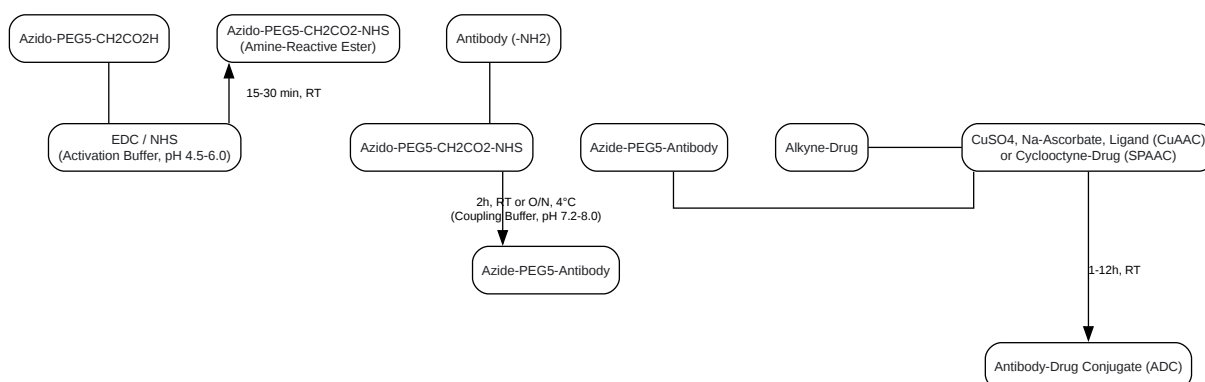 Azido-PEG5-CH2CO2H
Azido-PEG5-CH2CO2-NHS
(Amine-Reactive Ester)
15-30 min, RT
EDC / NHS
(Activation Buffer, pH 4.5-6.0)
Antibody (-NH2)
Azido-PEG5-CH2CO2-NHS
2h, RT or O/N, 4°C
(Coupling Buffer, pH 7.2-8.0)
Azide-PEG5-Antibody
Azide-PEG5-Antibody
Alkyne-Drug
CuSO4, Na-Ascorbate, Ligand (CuAAC)
or Cyclooctyne-Drug (SPAAC)
1-12h, RT
Antibody-Drug Conjugate (ADC)